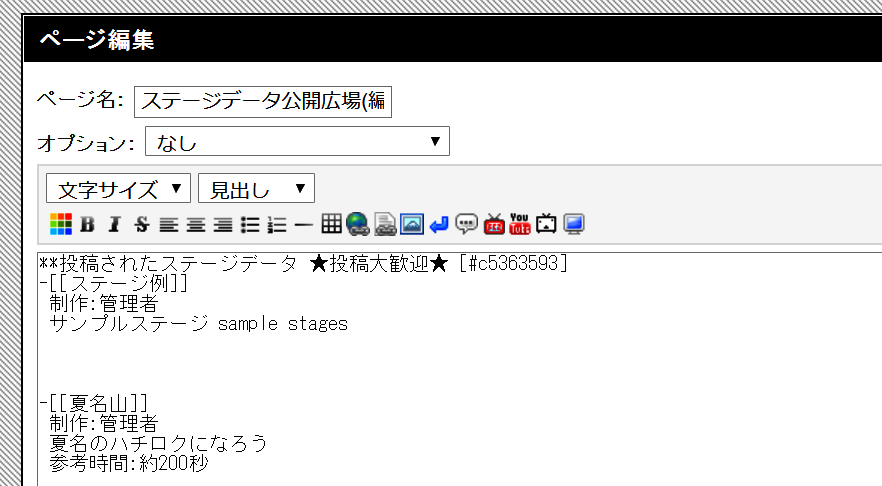 ページ編集
ページ名: ステージデータ公開広場(編
オプション: なし
文字サイズ 見出し
B I S You Tube
**投稿されたステージデータ ★投稿大歓迎★ [#c5363593]
-[[ステージ例]]
制作:管理者
サンプルステージ sample stages
-[[夏名山]]
制作:管理者
夏名のハチロクになろう
参考時間:約200秒